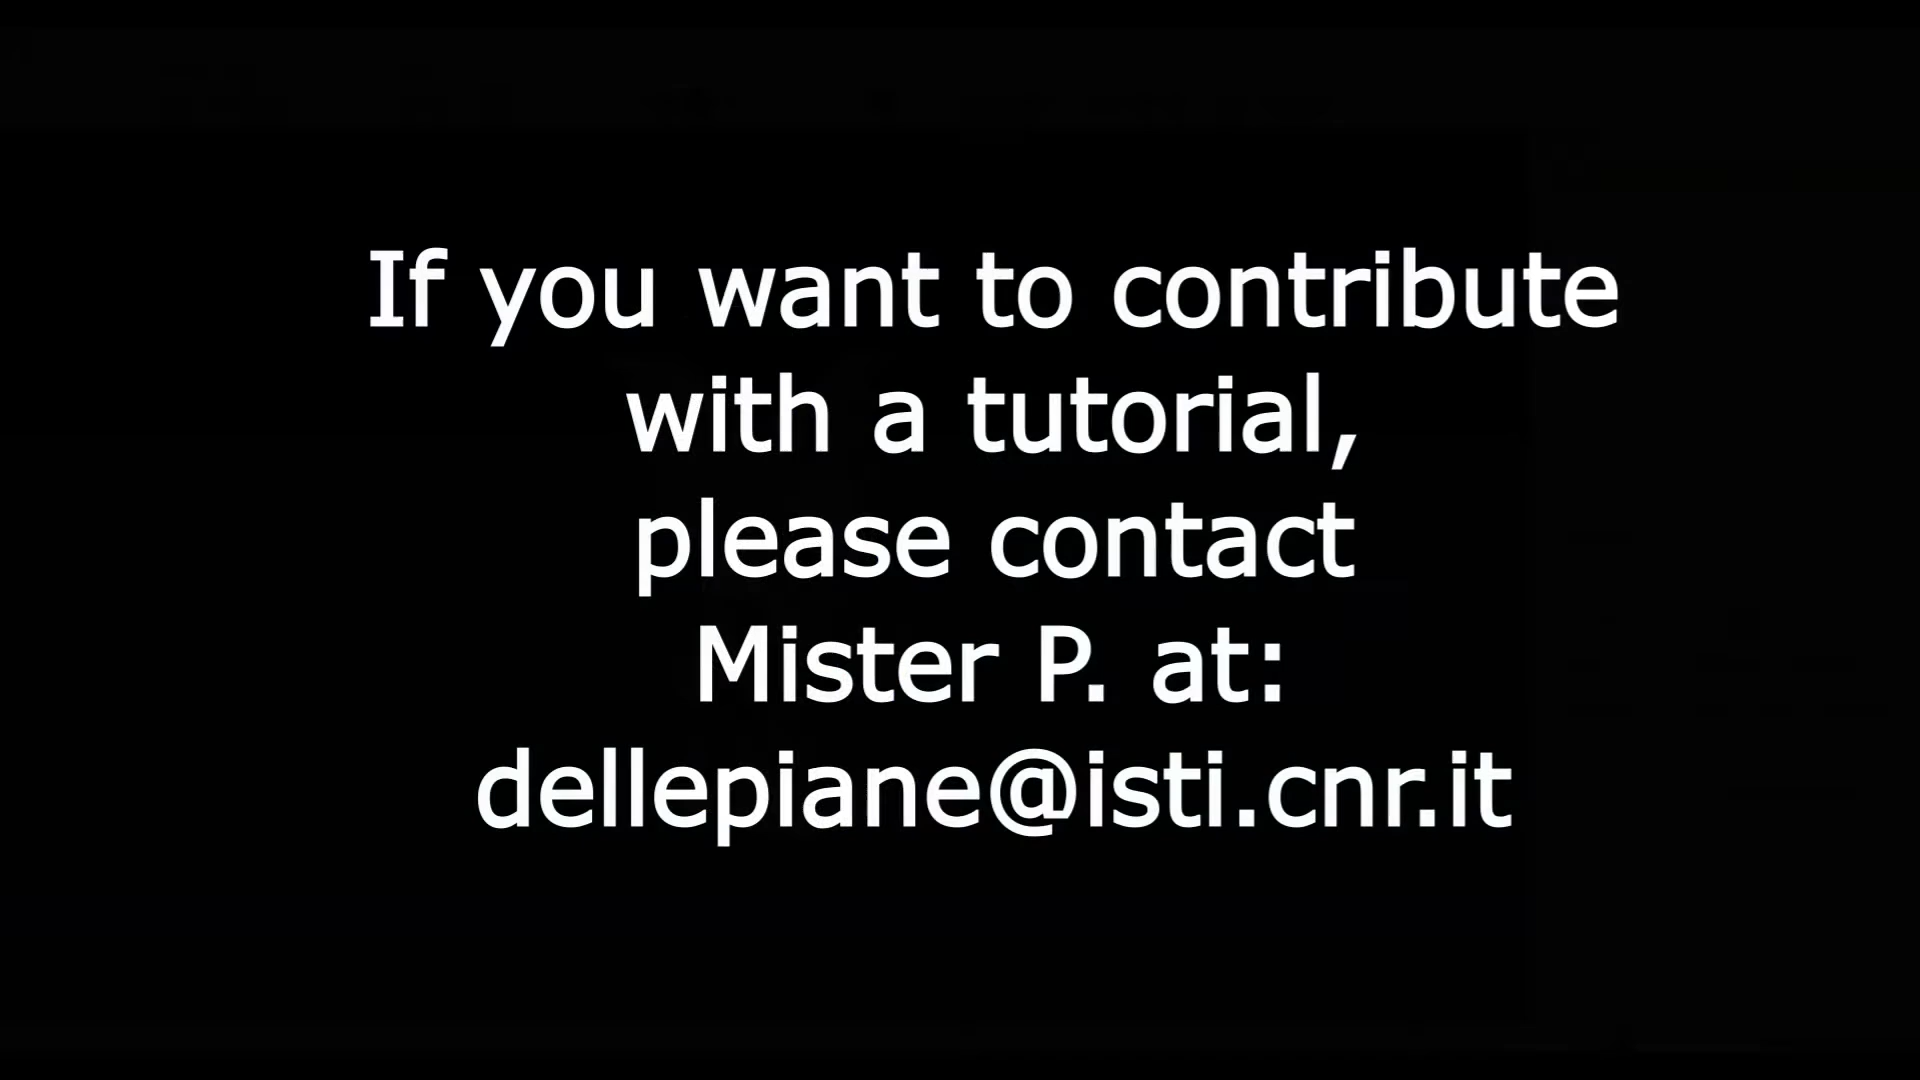 If you want to contribute
with a tutorial,
please contact
Mister P. at:
dellepiane@isti.cnr.it